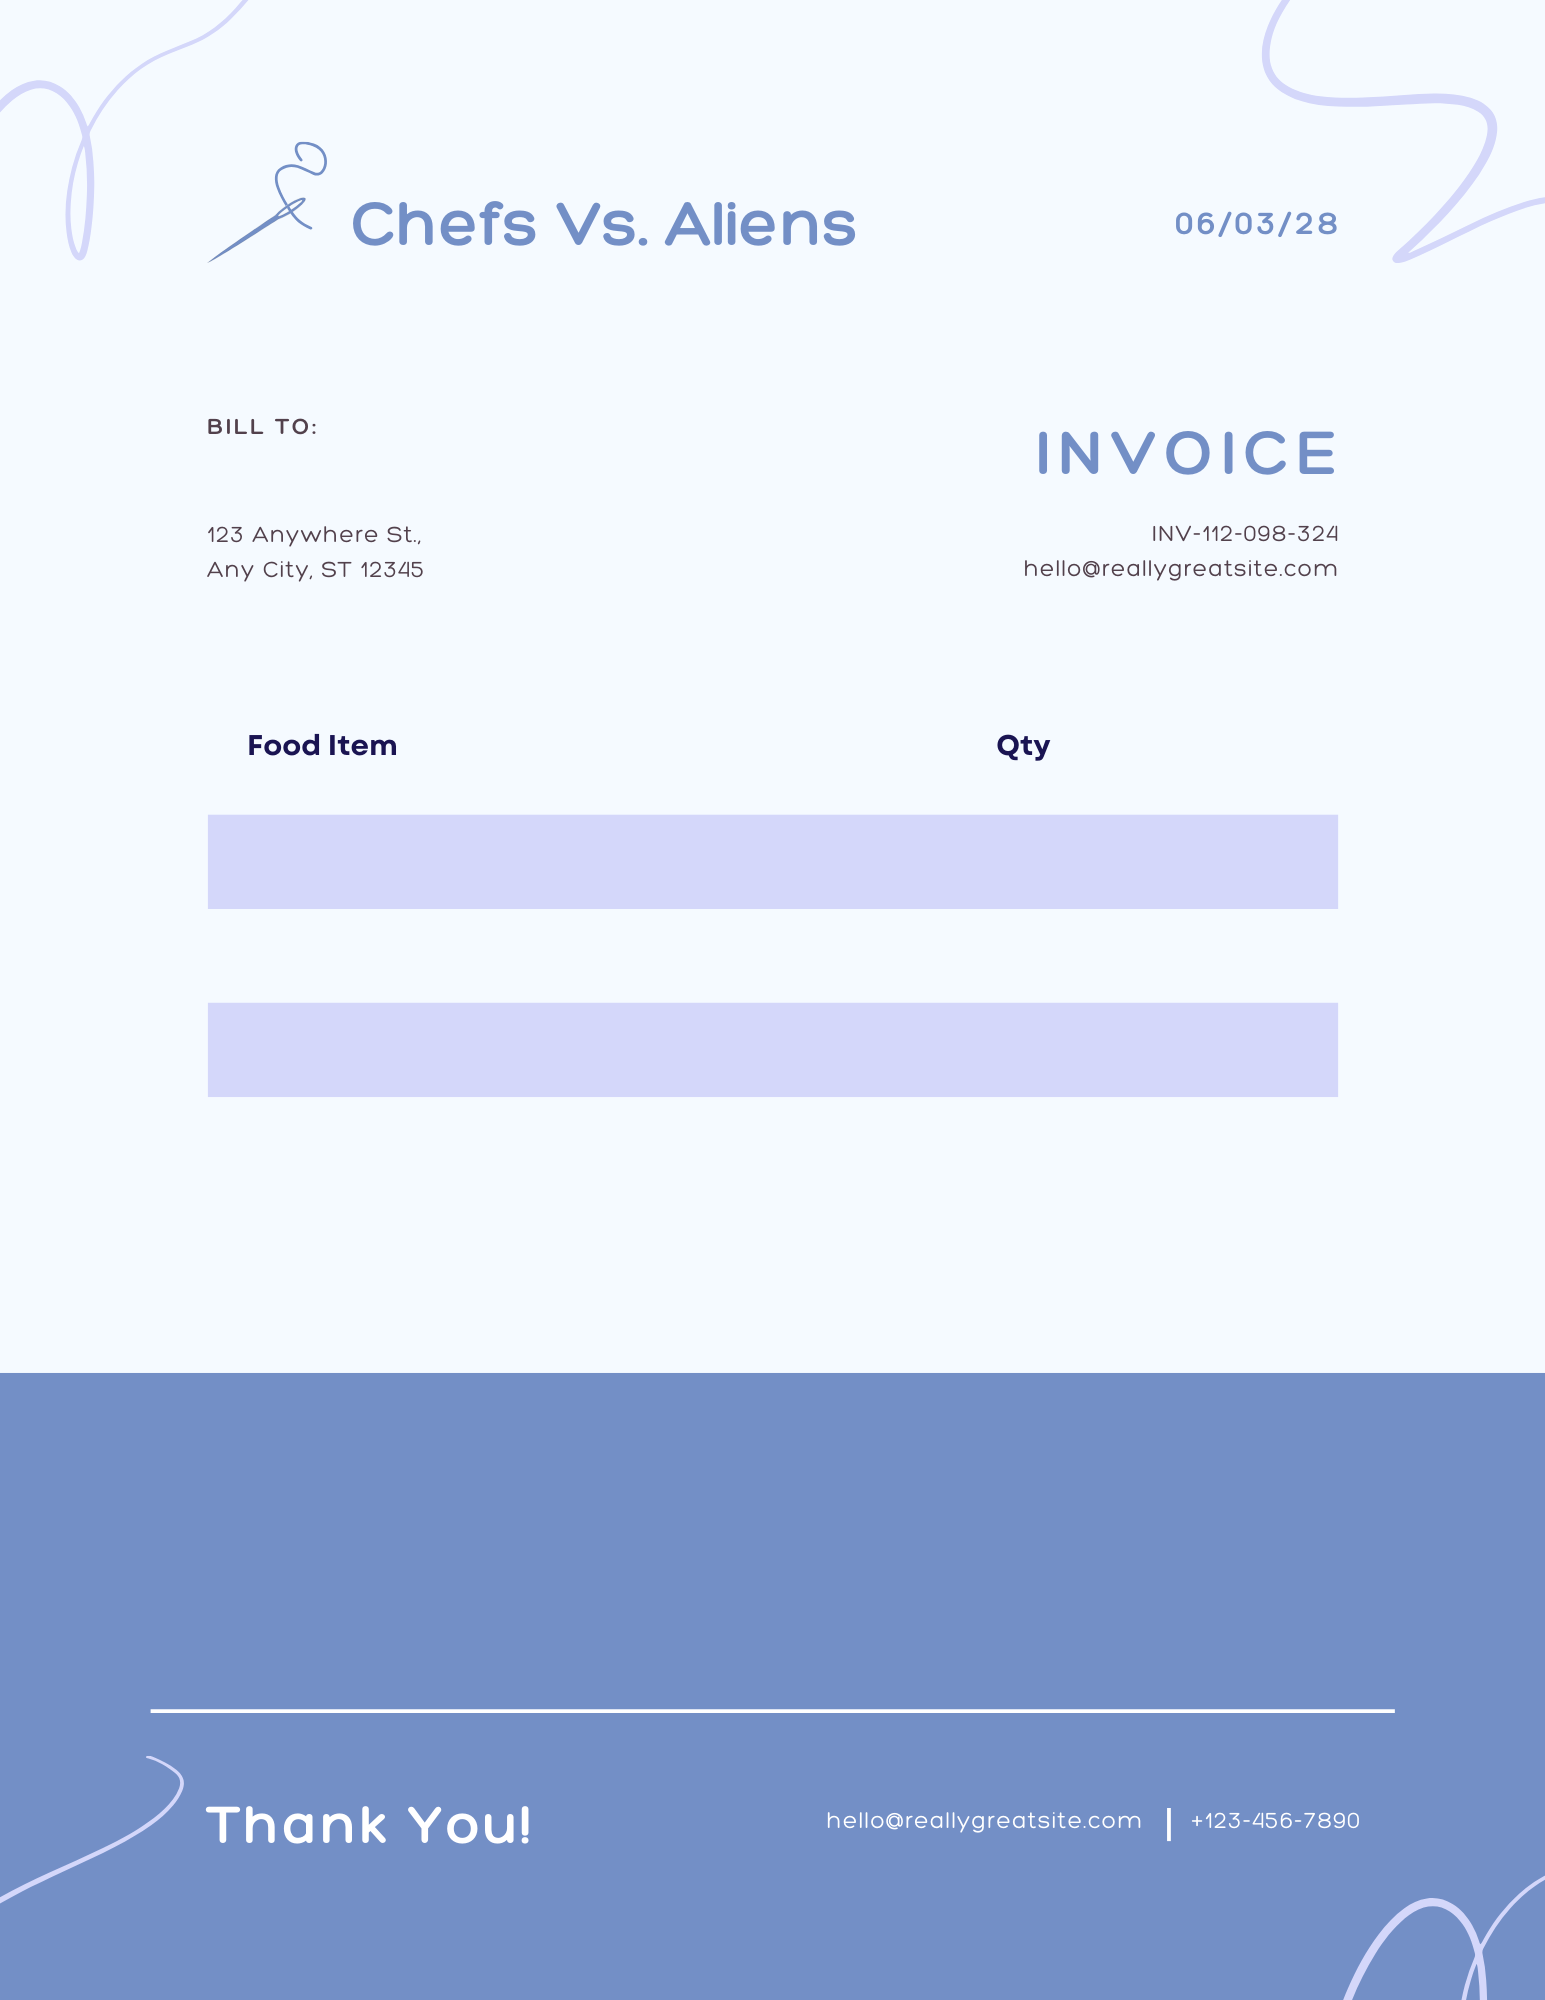 Chefs Vs. Aliens
06/03/28
BILL TO:
INVOICE
123 Anywhere St.,
Any City, ST 12345
INV-112-098-324
hello@reallygreatsite.com
Food Item
Qty
Thank You!
hello@reallygreatsite.com | +123-456-7890